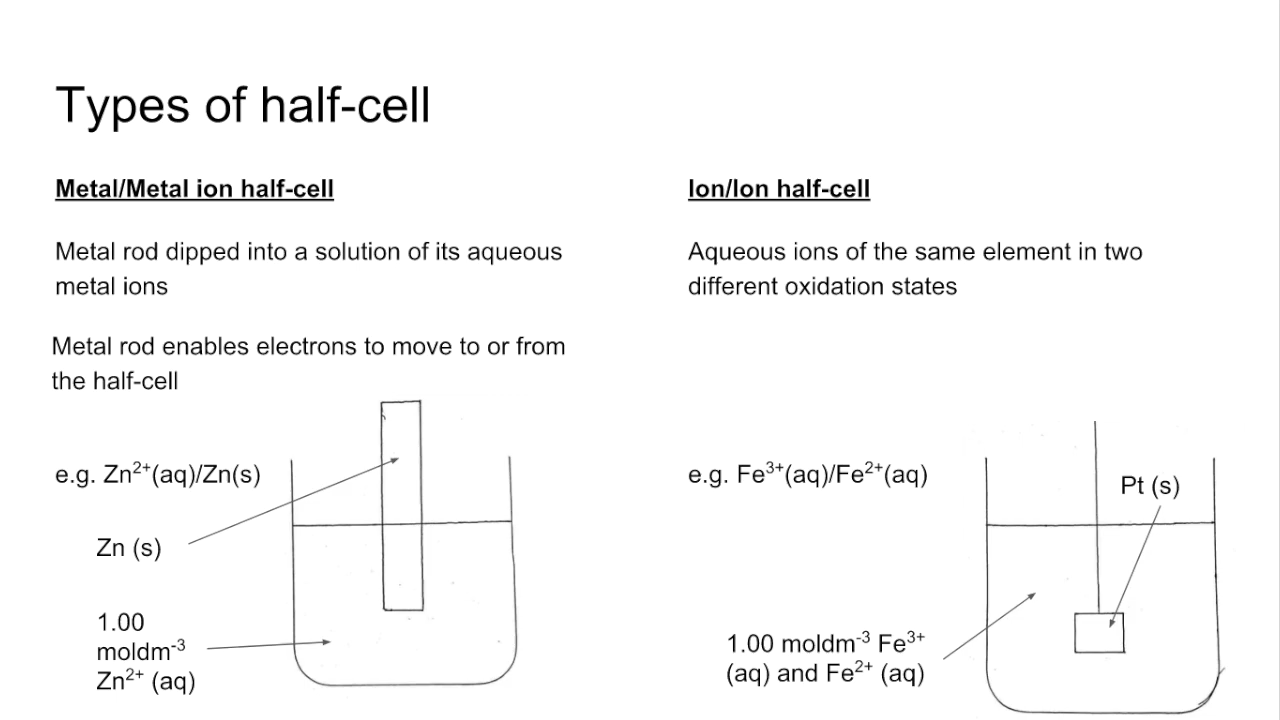 Types of half-cell
Metal/Metal ion half-cell
Metal rod dipped into a solution of its aqueous
metal ions
Metal rod enables electrons to move to or from
the half-cell
e.g. Zn²⁺(aq)/Zn(s)
Zn (s)
1.00
moldm⁻³
Zn²⁺ (aq)
Ion/Ion half-cell
Aqueous ions of the same element in two
different oxidation states
e.g. Fe³⁺(aq)/Fe²⁺(aq)
Pt (s)
1.00 moldm⁻³ Fe³⁺
(aq) and Fe²⁺ (aq)